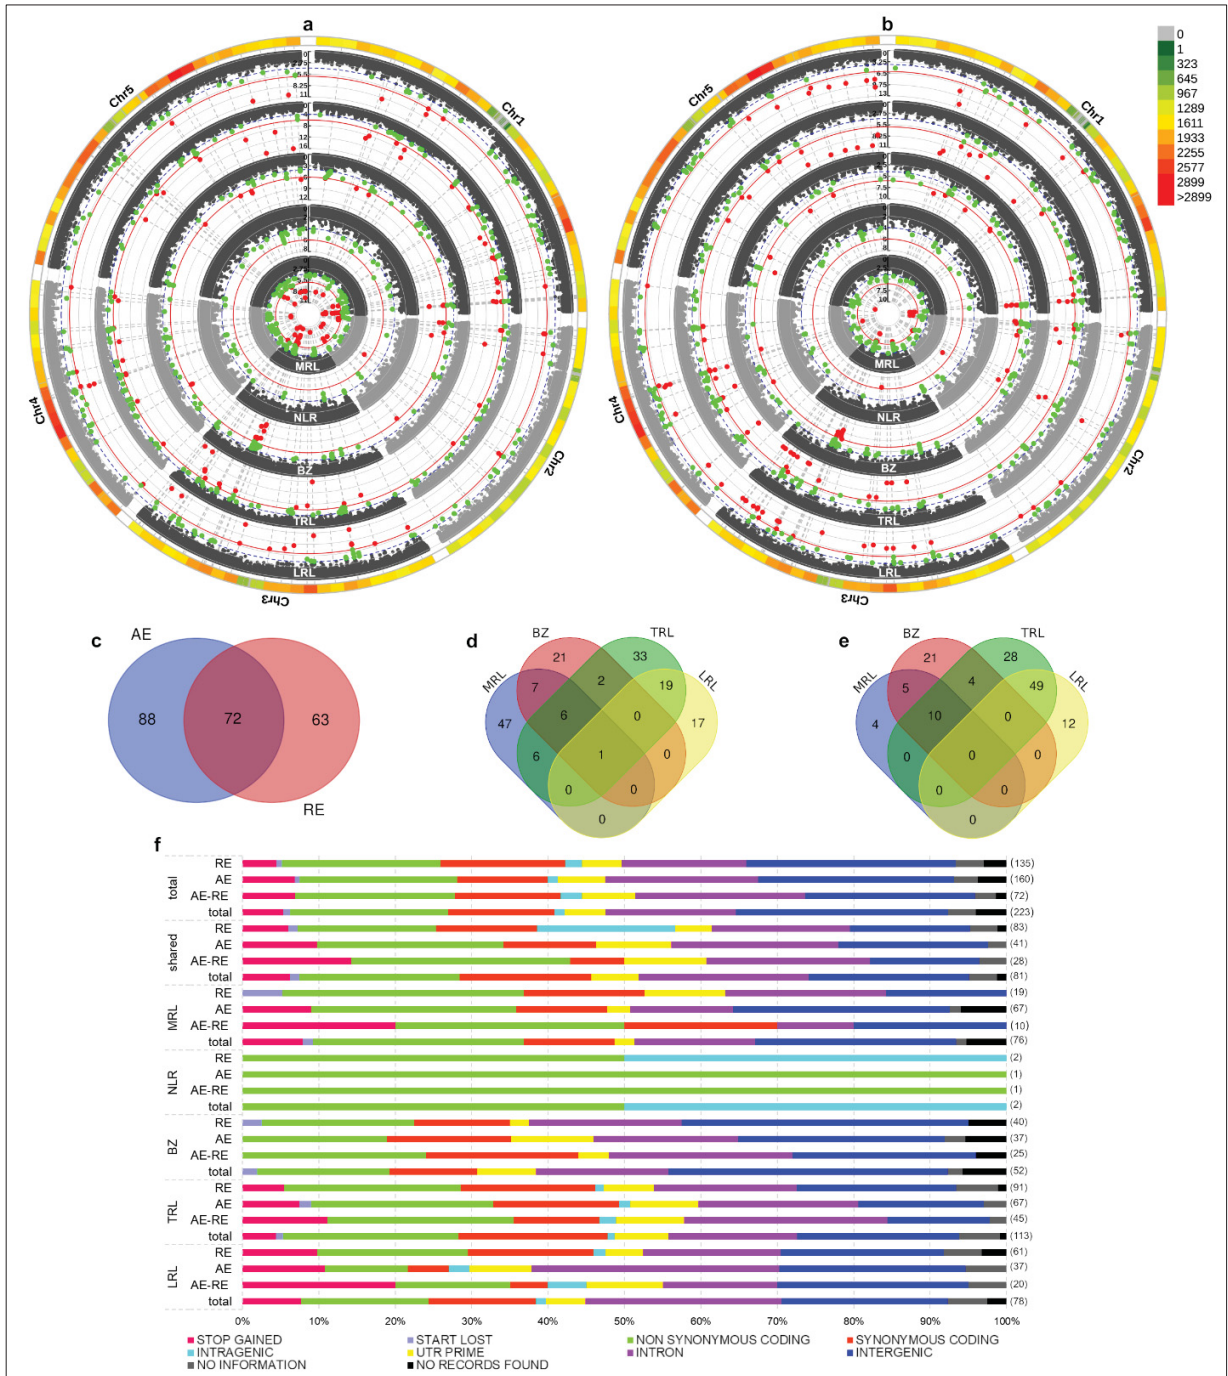 a
b
0
1
323
645
967
1289
1611
1933
2255
2577
2899
>2899
Chr5
Chr1
Chr5
Chr1
Chr4
Chr2
Chr4
Chr2
Chr3
Chr3
MRL
NLR
BZ
TRL
LRL
MRL
NLR
BZ
TRL
LRL
c
AE
88
72
63
RE
d
BZ
TRL
MRL
LRL
21
33
7
2
19
47
6
0
17
6
1
0
0
0
0
e
BZ
TRL
MRL
LRL
21
28
5
4
49
4
10
0
12
0
0
0
0
0
0
f
total
RE (135)
AE (160)
AE-RE (72)
total (223)
shared
RE (83)
AE (41)
AE-RE (28)
total (81)
MRL
RE (19)
AE (67)
AE-RE (10)
total (76)
NLR
RE (2)
AE (1)
AE-RE (1)
total (2)
BZ
RE (40)
AE (37)
AE-RE (25)
total (52)
TRL
RE (91)
AE (67)
AE-RE (45)
total (113)
LRL
RE (61)
AE (37)
AE-RE (20)
total (78)
0% 10% 20% 30% 40% 50% 60% 70% 80% 90% 100%
STOP GAINED START LOST NON SYNONYMOUS CODING SYNONYMOUS CODING
INTRAGENIC UTR PRIME INTRON INTERGENIC
NO INFORMATION NO RECORDS FOUND